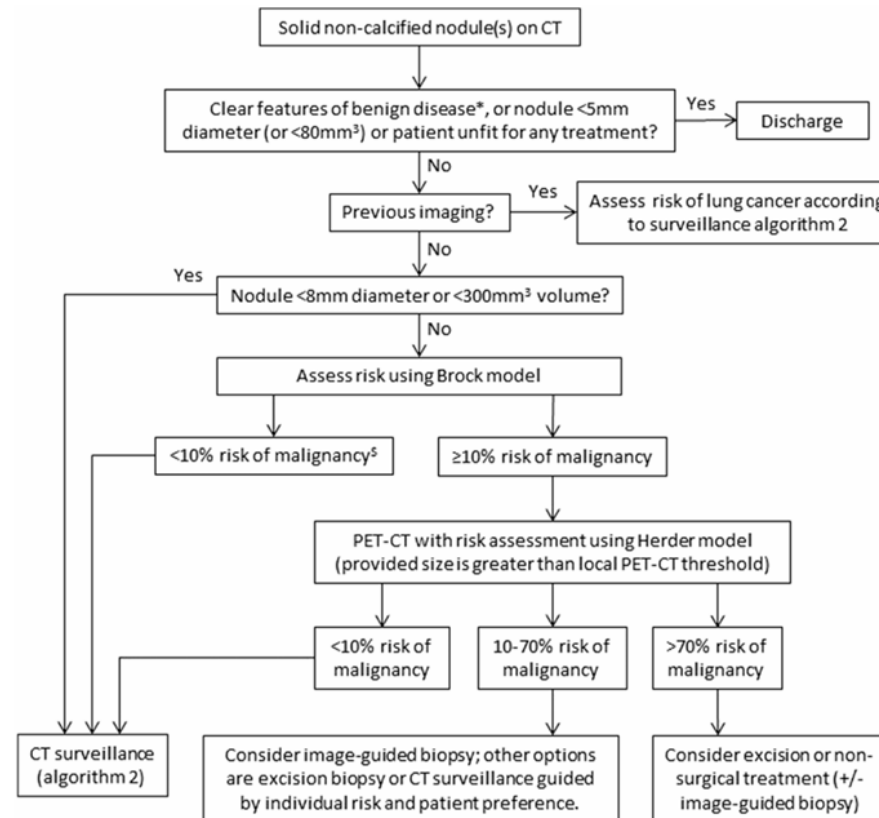 Solid non-calcified nodule(s) on CT
Clear features of benign disease*, or nodule <5mm
diameter (or <80mm³) or patient unfit for any treatment?
Yes
Discharge
No
Previous imaging?
Yes
Assess risk of lung cancer according
to surveillance algorithm 2
No
Yes
Nodule <8mm diameter or <300mm³ volume?
No
Assess risk using Brock model
<10% risk of malignancy$
≥10% risk of malignancy
PET-CT with risk assessment using Herder model
(provided size is greater than local PET-CT threshold)
<10% risk of
malignancy
10-70% risk of
malignancy
>70% risk of
malignancy
CT surveillance
(algorithm 2)
Consider image-guided biopsy; other options
are excision biopsy or CT surveillance guided
by individual risk and patient preference.
Consider excision or non-
surgical treatment (+/-
image-guided biopsy)